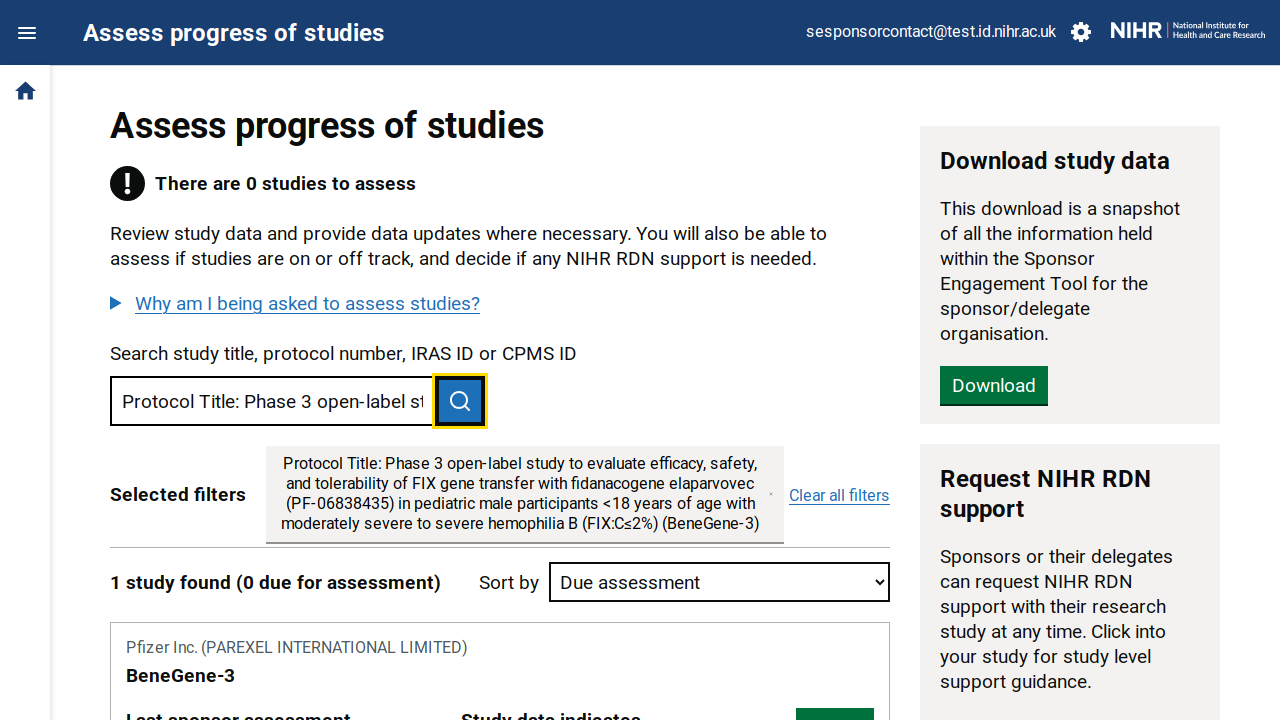 Assess progress of studies
sesponsorcontact@test.id.nihr.ac.uk
NIHR | National Institute for
Health and Care Research
Assess progress of studies
There are 0 studies to assess
Review study data and provide data updates where necessary. You will also be able to
assess if studies are on or off track, and decide if any NIHR RDN support is needed.
Why am I being asked to assess studies?
Search study title, protocol number, IRAS ID or CPMS ID
Protocol Title: Phase 3 open-label st
Selected filters
Protocol Title: Phase 3 open-label study to evaluate efficacy, safety,
and tolerability of FIX gene transfer with fidanacogene elaparvovec
(PF-06838435) in pediatric male participants <18 years of age with
moderately severe to severe hemophilia B (FIX:C≤2%) (BeneGene-3)
Clear all filters
1 study found (0 due for assessment)
Sort by
Due assessment
Pfizer Inc. (PAREXEL INTERNATIONAL LIMITED)
BeneGene-3
Last sponsor assessment
Study data indicates
Download study data
This download is a snapshot
of all the information held
within the Sponsor
Engagement Tool for the
sponsor/delegate
organisation.
Download
Request NIHR RDN
support
Sponsors or their delegates
can request NIHR RDN
support with their research
study at any time. Click into
your study for study level
support guidance.